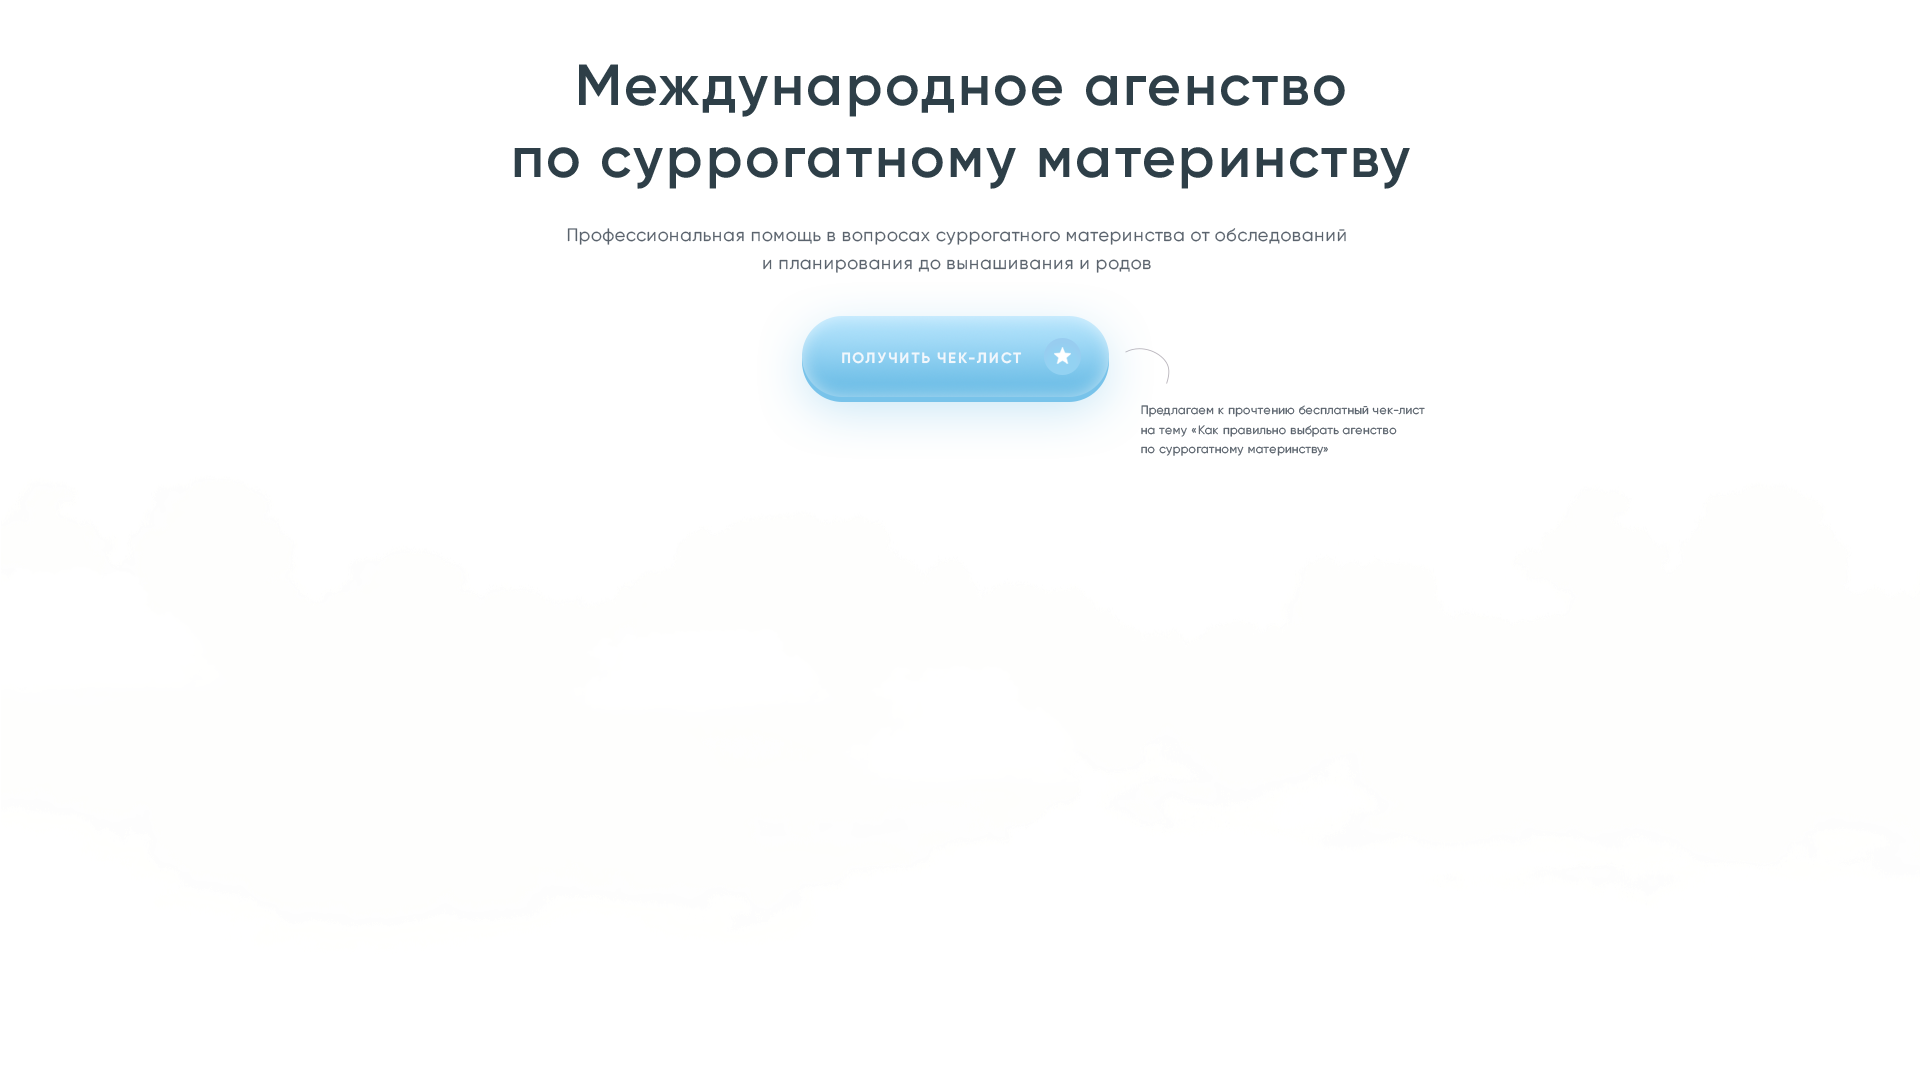 Международное агенство
по суррогатному материнству
Профессиональная помощь в вопросах суррогатного материнства от обследований
и планирования до вынашивания и родов
ПОЛУЧИТЬ ЧЕК-ЛИСТ
Предлагаем к прочтению бесплатный чек-лист
на тему «Как правильно выбрать агенство
по суррогатному материнству»